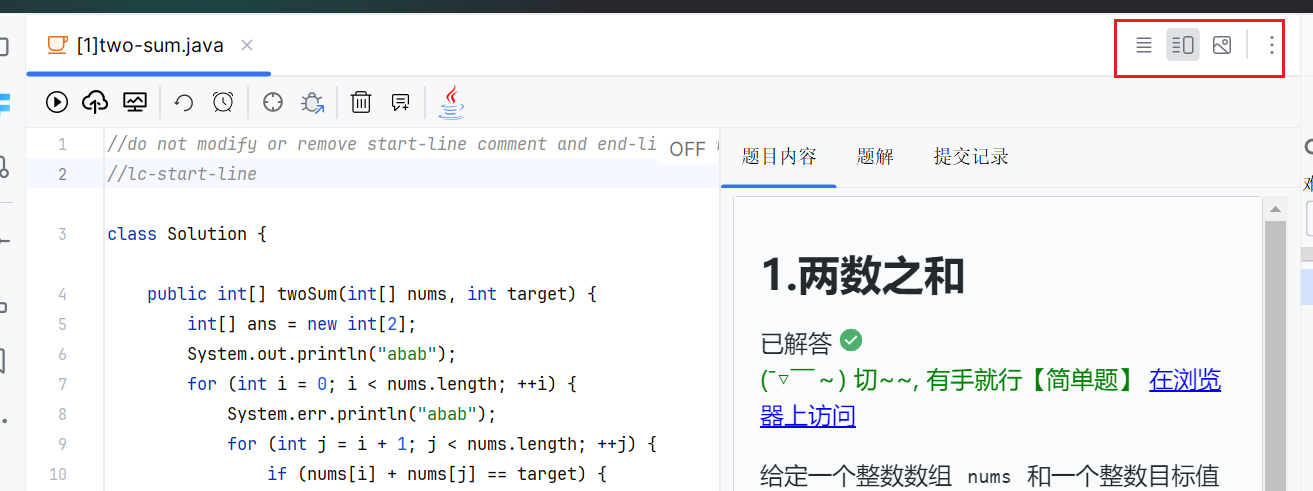 [1]two-sum.java
1 //do not modify or remove start-line comment and end-li
OFF
2 //lc-start-line
3 class Solution {
4 public int[] twoSum(int[] nums, int target) {
5 int[] ans = new int[2];
6 System.out.println("abab");
7 for (int i = 0; i < nums.length; ++i) {
8 System.err.println("abab");
9 for (int j = i + 1; j < nums.length; ++j) {
10 if (nums[i] + nums[j] == target) {
题目内容 题解 提交记录
1.两数之和
已解答
(¯▽¯~) 切~~, 有手就行【简单题】 在浏览
器上访问
给定一个整数数组 nums 和一个整数目标值